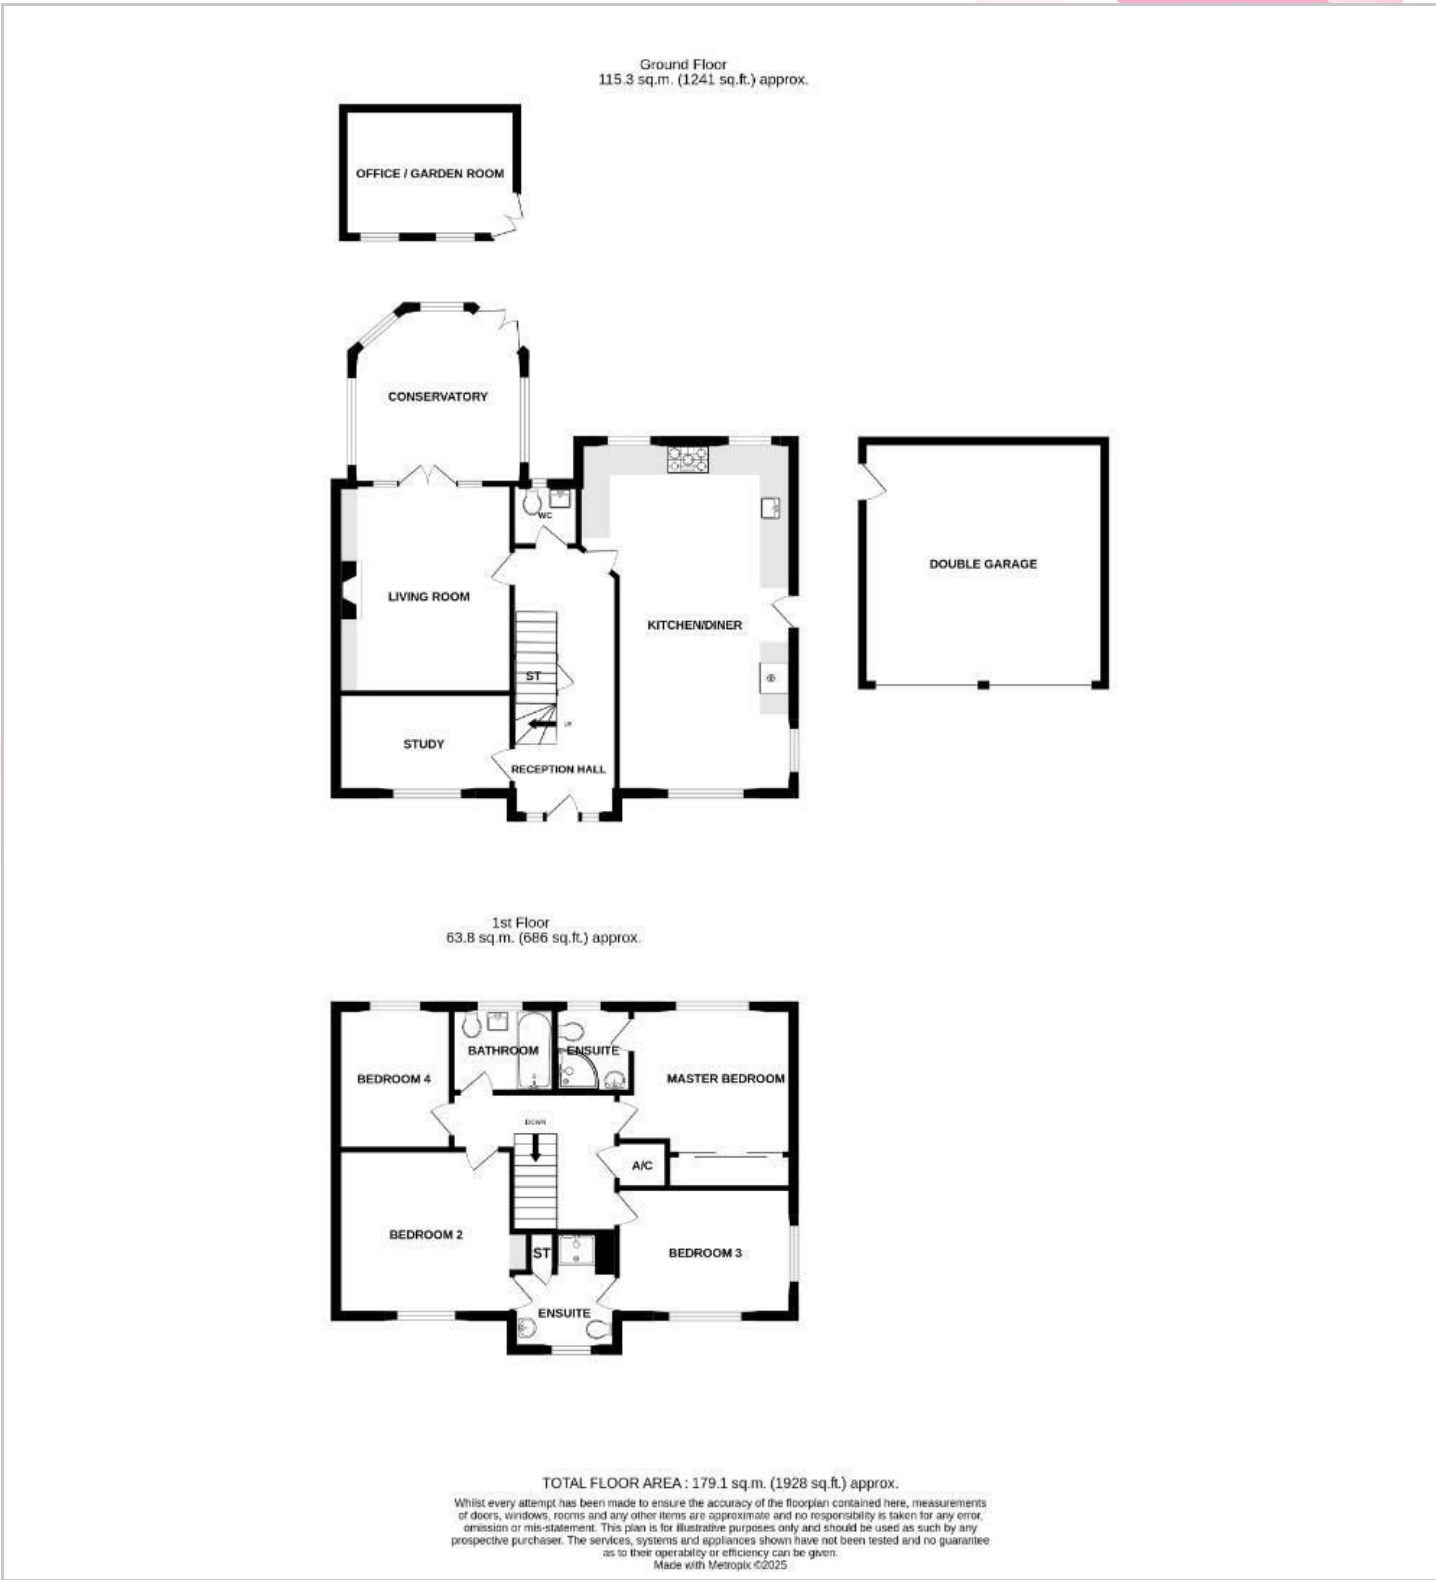 Ground Floor
115.3 sq.m. (1241 sq.ft.) approx.
OFFICE / GARDEN ROOM
CONSERVATORY
WC
DOUBLE GARAGE
LIVING ROOM
KITCHEN/DINER
ST
UP
STUDY
RECEPTION HALL
1st Floor
63.8 sq.m. (686 sq.ft.) approx.
BATHROOM
ENSUITE
BEDROOM 4
MASTER BEDROOM
DOWN
A/C
BEDROOM 2
ST
BEDROOM 3
ENSUITE
TOTAL FLOOR AREA : 179.1 sq.m. (1928 sq.ft.) approx.
Whilst every attempt has been made to ensure the accuracy of the floorplan contained here, measurements
of doors, windows, rooms and any other items are approximate and no responsibility is taken for any error,
omission or mis-statement. This plan is for illustrative purposes only and should be used as such by any
prospective purchaser. The services, systems and appliances shown have not been tested and no guarantee
as to their operability or efficiency can be given.
Made with Metropix ©2025